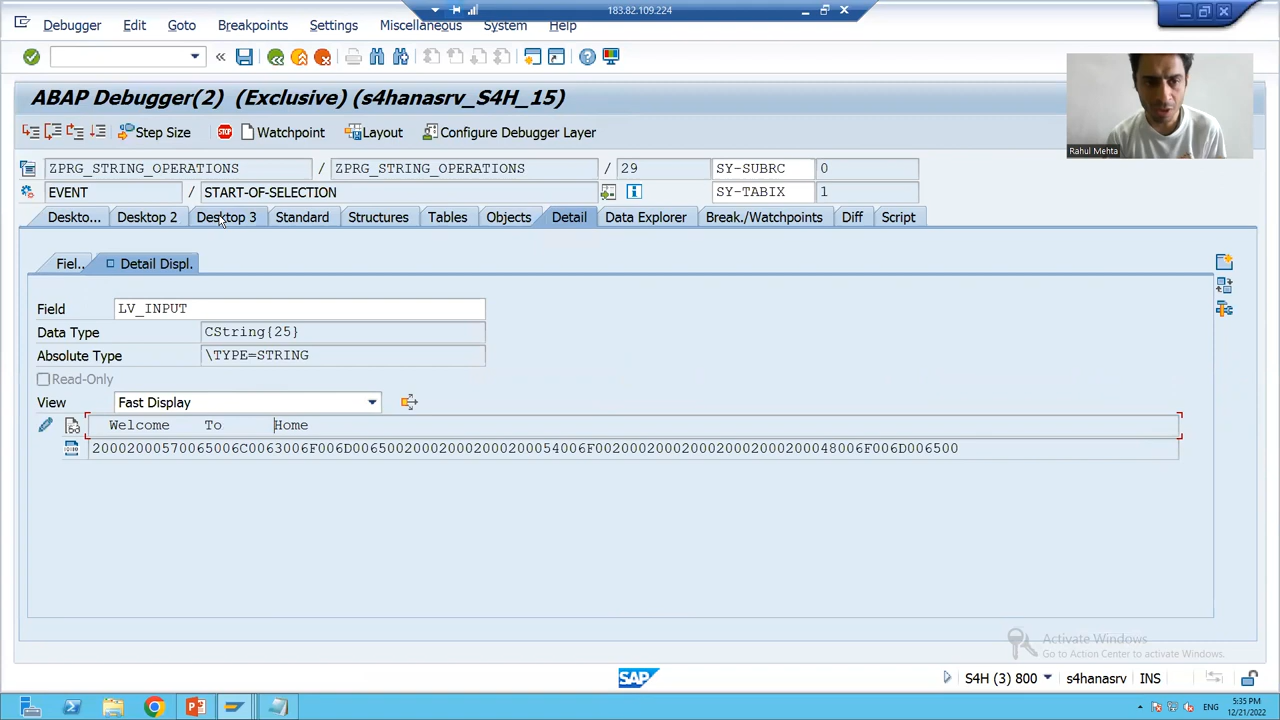 183.82.109.224
Debugger Edit Goto Breakpoints Settings Miscellaneous System Help
ABAP Debugger(2) (Exclusive) (s4hanasrv_S4H_15)
Step Size STOP Watchpoint Layout Configure Debugger Layer
Rahul Mehta
ZPRG_STRING_OPERATIONS / ZPRG_STRING_OPERATIONS / 29 SY-SUBRC 0
EVENT / START-OF-SELECTION SY-TABIX 1
Deskto... Desktop 2 Desktop 3 Standard Structures Tables Objects Detail Data Explorer Break./Watchpoints Diff Script
Fiel.. Detail Displ.
Field LV_INPUT
Data Type CString{25}
Absolute Type \TYPE=STRING
Read-Only
View Fast Display
Welcome To Home
20002000570065006C0063006F006D006500200020002000200054006F002000200020002000200048006F006D006500
Activate Windows
Go to Action Center to activate Windows.
SAP S4H (3) 800 s4hanasrv INS
ENG 5:35 PM
12/21/2022